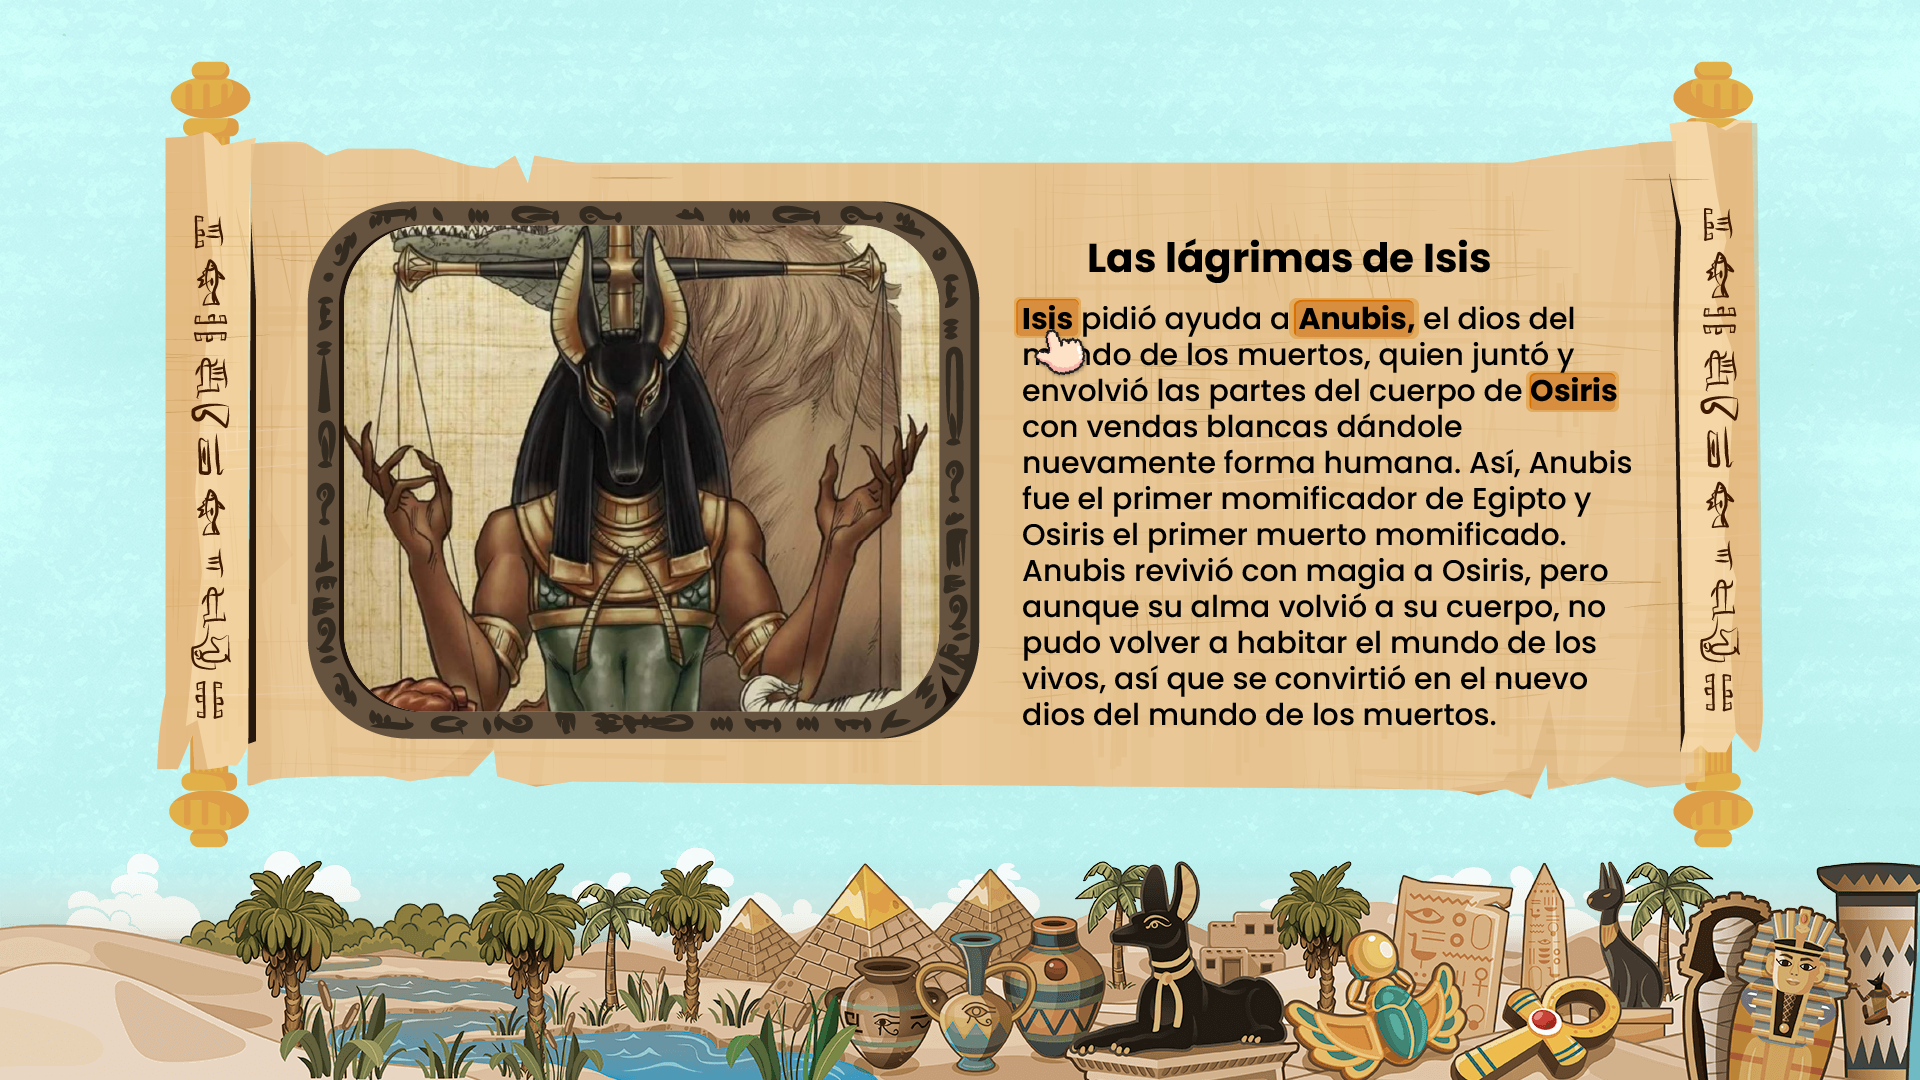 Las lágrimas de Isis
Isis pidió ayuda a Anubis, el dios del
mundo de los muertos, quien juntó y
envolvió las partes del cuerpo de Osiris
con vendas blancas dándole
nuevamente forma humana. Así, Anubis
fue el primer momificador de Egipto y
Osiris el primer muerto momificado.
Anubis revivió con magia a Osiris, pero
aunque su alma volvió a su cuerpo, no
pudo volver a habitar el mundo de los
vivos, así que se convirtió en el nuevo
dios del mundo de los muertos.